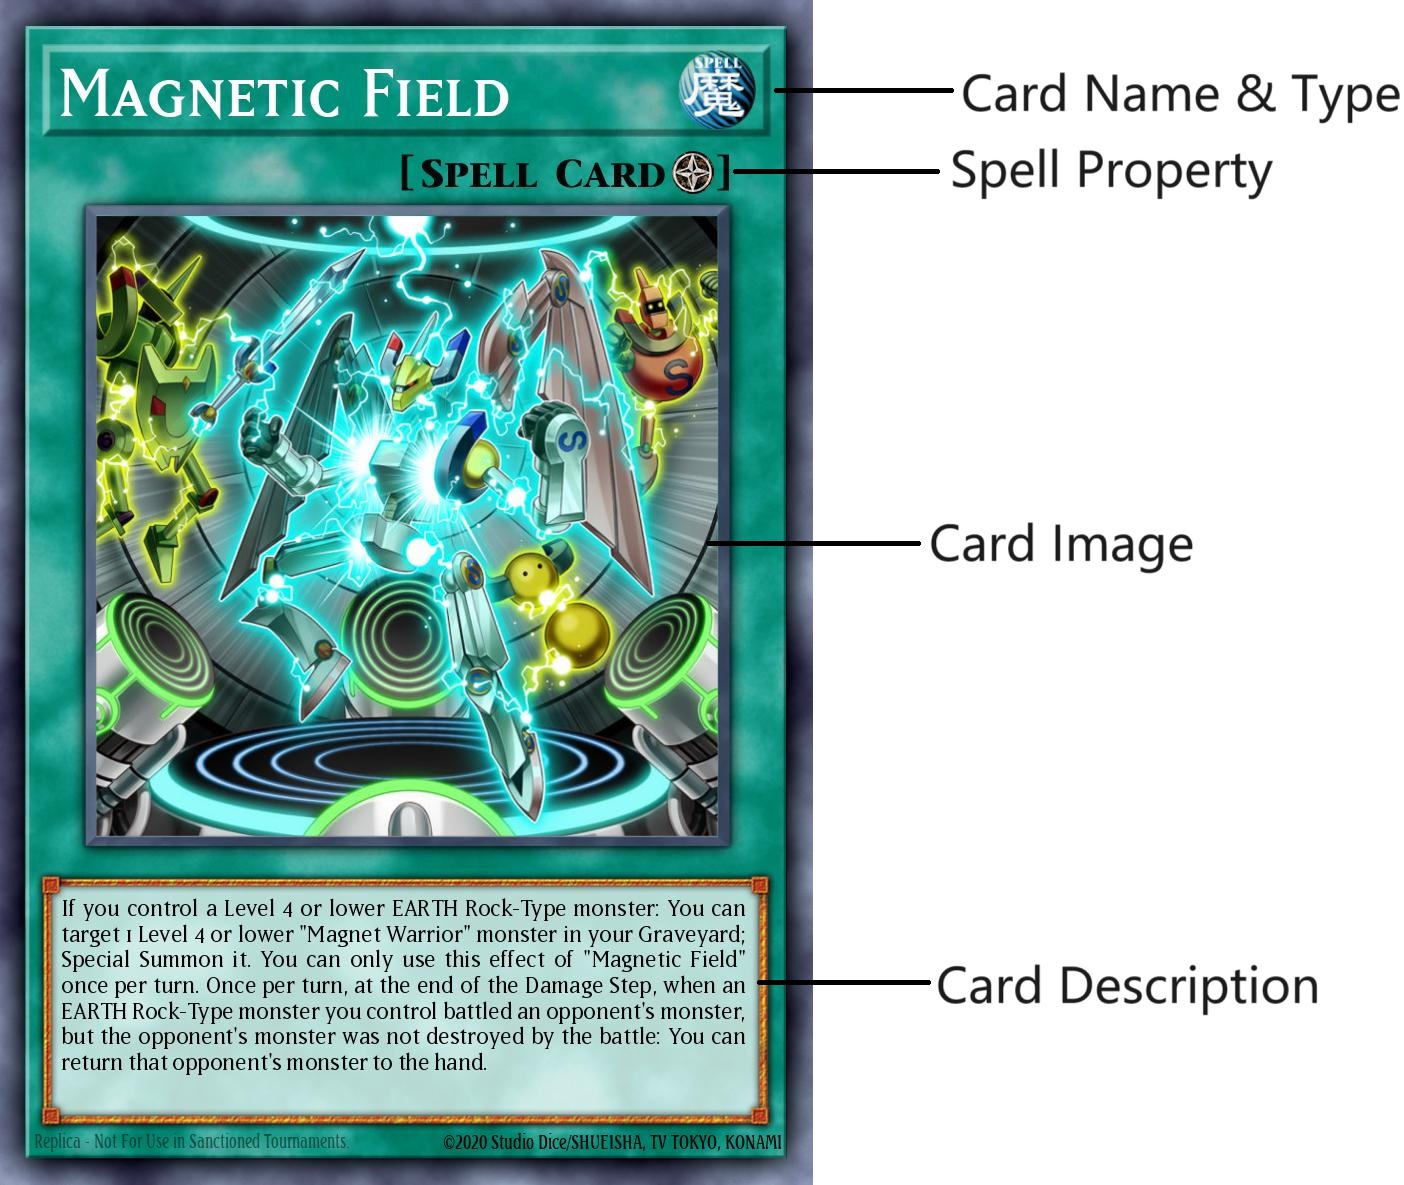 MAGNETIC FIELD
SPELL
魔
Card Name & Type
[SPELL CARD]
Spell Property
S
S
Card Image
If you control a Level 4 or lower EARTH Rock-Type monster: You can
target 1 Level 4 or lower "Magnet Warrior" monster in your Graveyard;
Special Summon it. You can only use this effect of "Magnetic Field"
once per turn. Once per turn, at the end of the Damage Step, when an
EARTH Rock-Type monster you control battled an opponent's monster,
but the opponent's monster was not destroyed by the battle: You can
return that opponent's monster to the hand.
Card Description
Replica - Not For Use in Sanctioned Tournaments.
©2020 Studio Dice/SHUEISHA, TV TOKYO, KONAMI